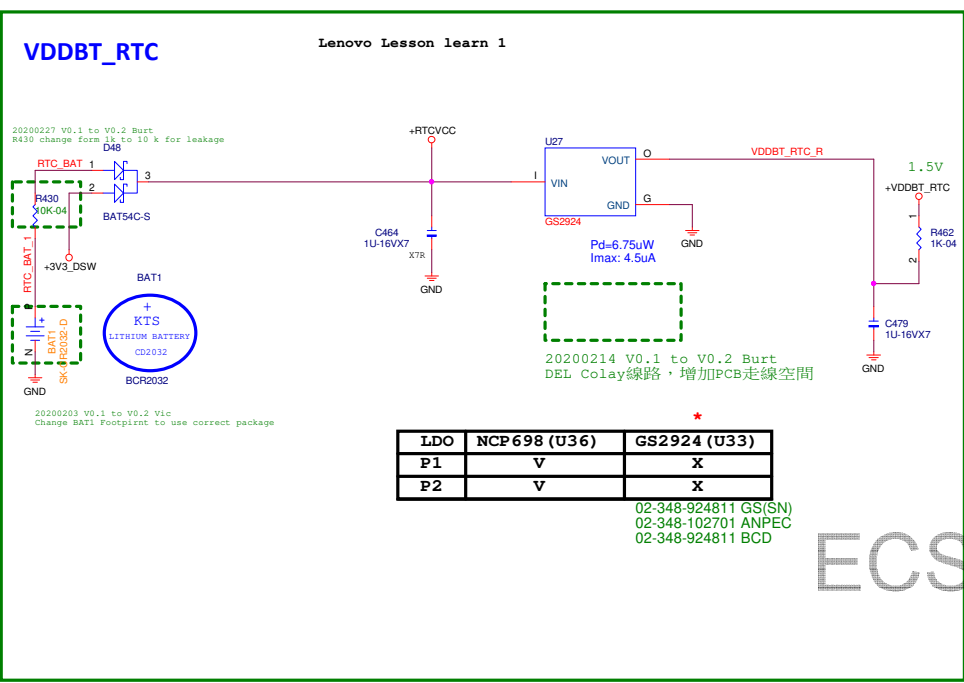 VDDBT_RTC
Lenovo Lesson learn 1
20200227 V0.1 to V0.2 Burt
R430 change form 1k to 10 k for leakage
D48
RTC_BAT 1
2
3
BAT54C-S
R430
10K-04
+3V3_DSW
RTC_BAT_1
P
+
BAT1
SK-CR2032-D
N
GND
BAT1
+
KTS
LITHIUM BATTERY
CD2032
BCR2032
20200203 V0.1 to V0.2 Vic
Change BAT1 Footpirnt to use correct package
+RTCVCC
C464
1U-16VX7
X7R
GND
U27
I
VIN
VOUT
O
GND
G
GS2924
GND
Pd=6.75uW
Imax: 4.5uA
VDDBT_RTC_R
1.5V
+VDDBT_RTC
1
R462
1K-04
2
C479
1U-16VX7
GND
20200214 V0.1 to V0.2 Burt
DEL Colay線路，增加PCB走線空間
*
LDO NCP698(U36) GS2924(U33)
P1 V X
P2 V X
02-348-924811 GS(SN)
02-348-102701 ANPEC
02-348-924811 BCD
ECS